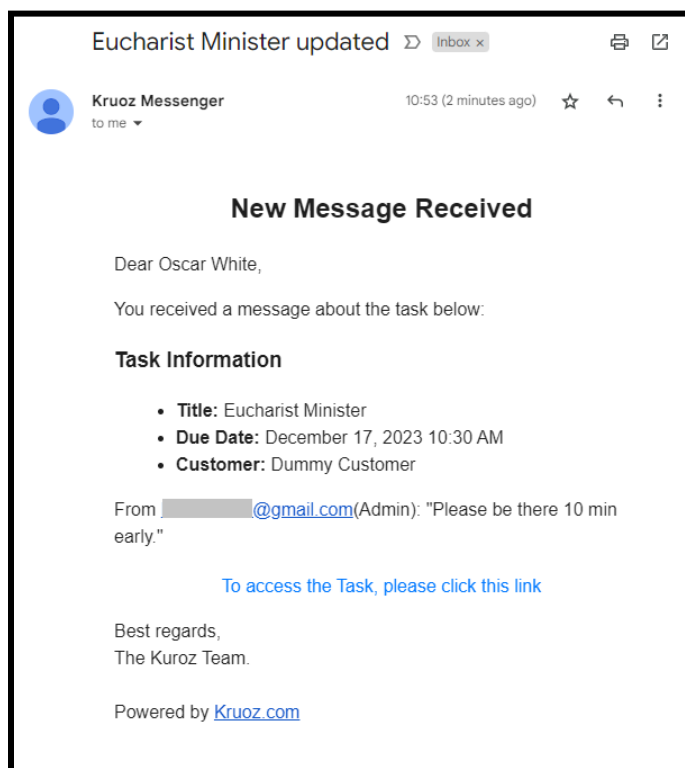 Eucharist Minister updated Inbox ×
Kruoz Messenger 10:53 (2 minutes ago)
to me
New Message Received
Dear Oscar White,
You received a message about the task below:
Task Information
• Title: Eucharist Minister
• Due Date: December 17, 2023 10:30 AM
• Customer: Dummy Customer
From @gmail.com(Admin): "Please be there 10 min
early."
To access the Task, please click this link
Best regards,
The Kuroz Team.
Powered by Kruoz.com